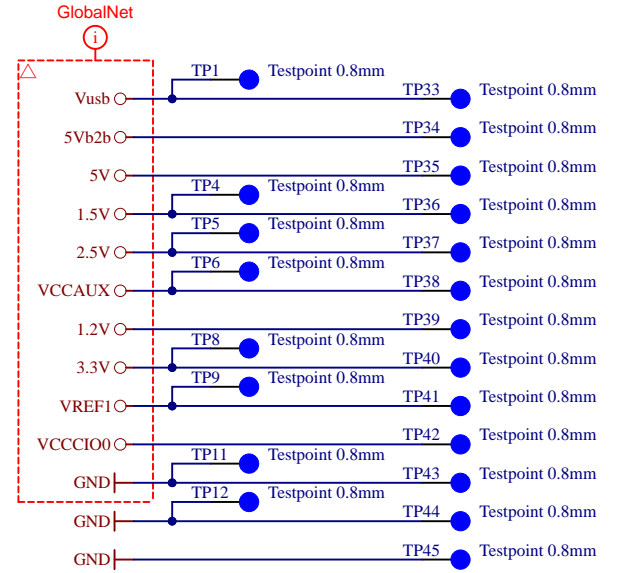 GlobalNet
i
TP1 Testpoint 0.8mm
Vusb TP33 Testpoint 0.8mm
5Vb2b TP34 Testpoint 0.8mm
5V TP35 Testpoint 0.8mm
TP4 Testpoint 0.8mm
1.5V TP36 Testpoint 0.8mm
TP5 Testpoint 0.8mm
2.5V TP37 Testpoint 0.8mm
TP6 Testpoint 0.8mm
VCCAUX TP38 Testpoint 0.8mm
1.2V TP39 Testpoint 0.8mm
TP8 Testpoint 0.8mm
3.3V TP40 Testpoint 0.8mm
TP9 Testpoint 0.8mm
VREF1 TP41 Testpoint 0.8mm
VCCCIO0 TP42 Testpoint 0.8mm
TP11 Testpoint 0.8mm
GND TP43 Testpoint 0.8mm
TP12 Testpoint 0.8mm
GND TP44 Testpoint 0.8mm
GND TP45 Testpoint 0.8mm